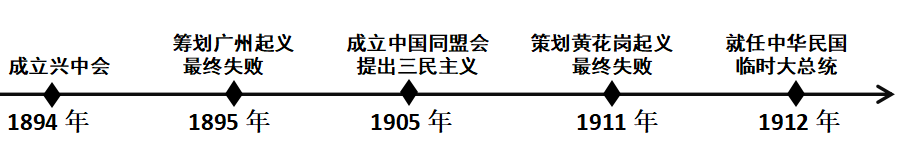 成立兴中会
筹划广州起义
最终失败
成立中国同盟会
提出三民主义
策划黄花岗起义
最终失败
就任中华民国
临时大总统
1894 年
1895 年
1905 年
1911 年
1912 年